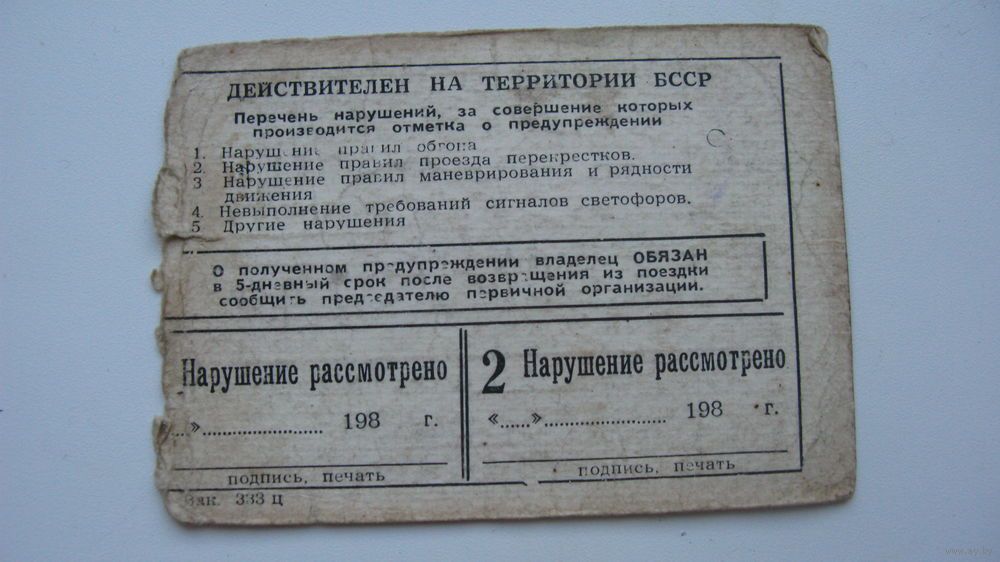 ДЕЙСТВИТЕЛЕН НА ТЕРРИТОРИИ БССР
Перечень нарушений, за совершение которых
производится отметка о предупреждении
1. Нарушение правил обгона
2. Нарушение правил проезда перекрестков.
3 Нарушение правил маневрирования и рядности
движения
4. Невыполнение требований сигналов светофоров.
5 Другие нарушения
О полученном предупреждении владелец ОБЯЗАН
в 5-дневный срок после возвращения из поездки
сообщить председателю первичной организации.
Нарушение рассмотрено
....»........................ 198 г.
подпись, печать
2 Нарушение рассмотрено
«......»........................ 198 г.
подпись, печать
Зак. 333 Ц
www.ay.by